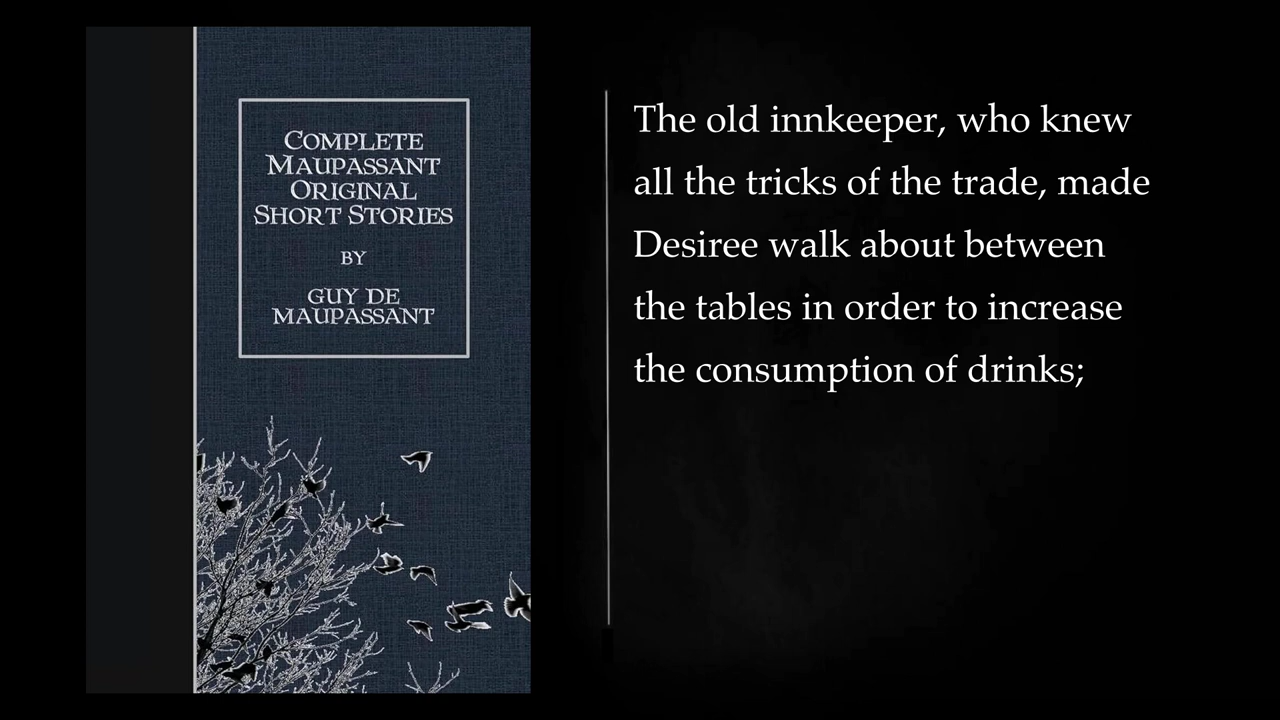 COMPLETE
MAUPASSANT
ORIGINAL
SHORT STORIES
BY
GUY DE
MAUPASSANT
The old innkeeper, who knew
all the tricks of the trade, made
Desiree walk about between
the tables in order to increase
the consumption of drinks;